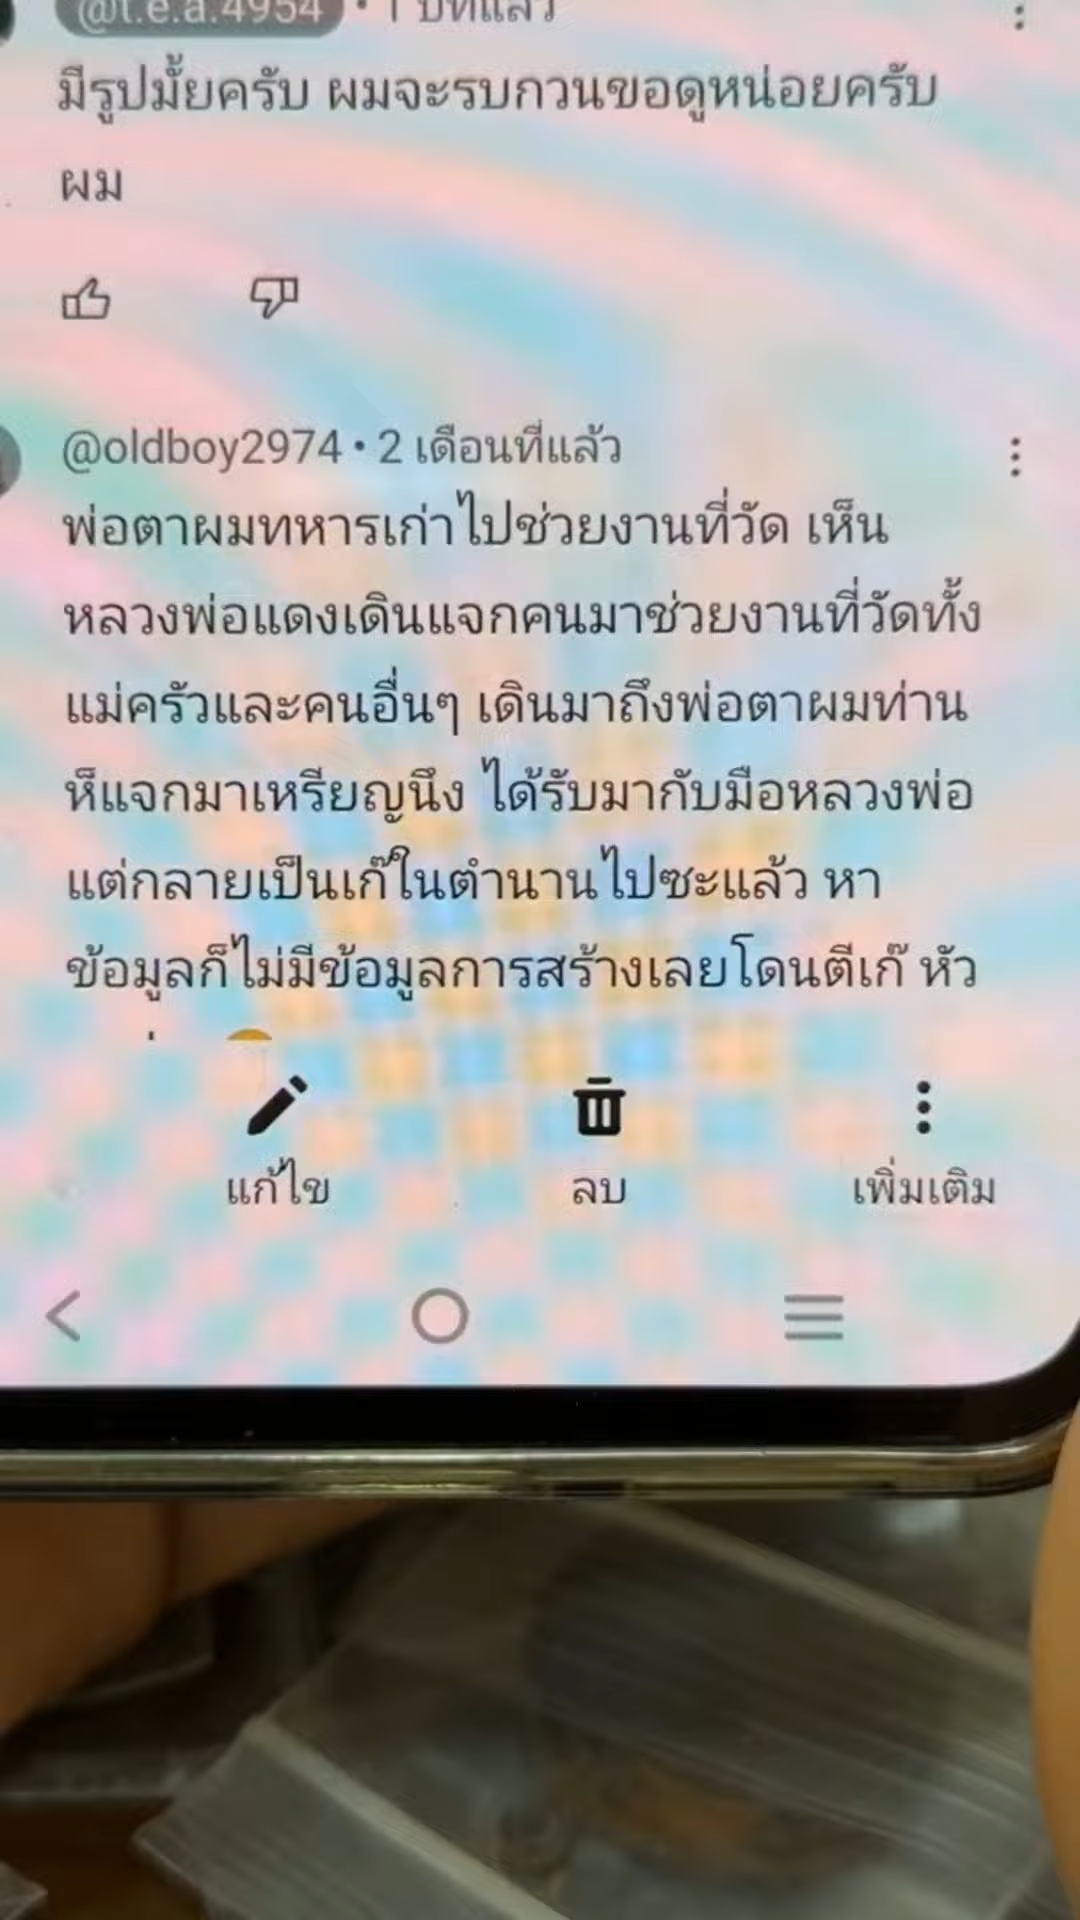 @t.e.a.4954 • 1 นาทีแล้ว
มีรูปมั้ยครับ ผมจะรบกวนขอดูหน่อยครับ
ผม
@oldboy2974 • 2 เดือนที่แล้ว
พ่อตาผมทหารเก่าไปช่วยงานที่วัด เห็น
หลวงพ่อแดงเดินแจกคนมาช่วยงานที่วัดทั้ง
แม่ครัวและคนอื่นๆ เดินมาถึงพ่อตาผมท่าน
ห็แจกมาเหรียญนึง ได้รับมากับมือหลวงพ่อ
แต่กลายเป็นเก๊ในตำนานไปซะแล้ว หา
ข้อมูลก็ไม่มีข้อมูลการสร้างเลยโดนตีเก๊ หัว
แก้ไข
ลบ
เพิ่มเติม